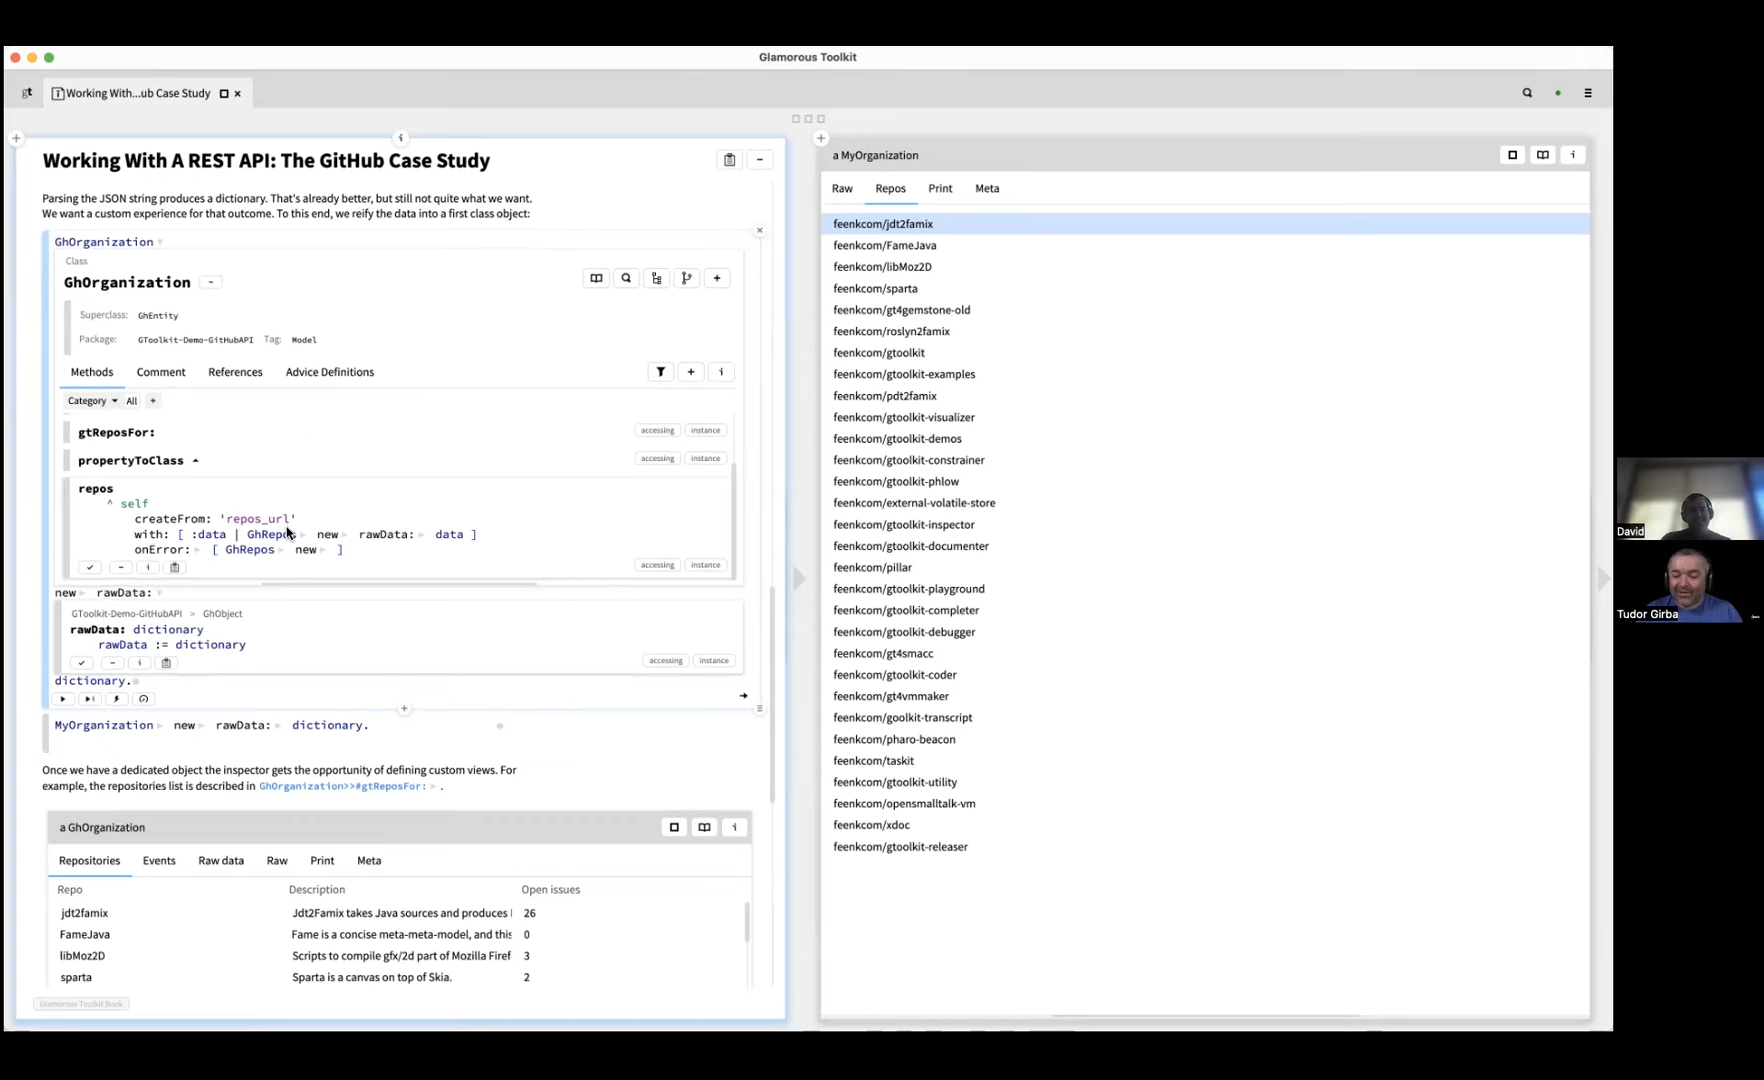 Glamorous Toolkit
gt
Working With...ub Case Study
Working With A REST API: The GitHub Case Study
Parsing the JSON string produces a dictionary. That's already better, but still not quite what we want.
We want a custom experience for that outcome. To this end, we reify the data into a first class object:
GhOrganization
Class
GhOrganization
Superclass: GhEntity
Package: GToolkit-Demo-GitHubAPI Tag: Model
Methods Comment References Advice Definitions
Category All +
gtReposFor: accessing instance
propertyToClass accessing instance
repos
^ self
createFrom: 'repos_url'
with: [ :data | GhRepos new rawData: data ]
onError: [ GhRepos new ]
accessing instance
new rawData:
GToolkit-Demo-GitHubAPI > GhObject
rawData: dictionary
rawData := dictionary
accessing instance
dictionary.
MyOrganization new rawData: dictionary.
Once we have a dedicated object the inspector gets the opportunity of defining custom views. For
example, the repositories list is described in GhOrganization>>#gtReposFor: .
a GhOrganization
Repositories Events Raw data Raw Print Meta
Repo Description Open issues
jdt2famix Jdt2Famix takes Java sources and produces 26
FameJava Fame is a concise meta-meta-model, and this 0
libMoz2D Scripts to compile gfx/2d part of Mozilla Firef 3
sparta Sparta is a canvas on top of Skia. 2
Glamorous Toolkit Book
a MyOrganization
Raw Repos Print Meta
feenkcom/jdt2famix
feenkcom/FameJava
feenkcom/libMoz2D
feenkcom/sparta
feenkcom/gt4gemstone-old
feenkcom/roslyn2famix
feenkcom/gtoolkit
feenkcom/gtoolkit-examples
feenkcom/pdt2famix
feenkcom/gtoolkit-visualizer
feenkcom/gtoolkit-demos
feenkcom/gtoolkit-constrainer
feenkcom/gtoolkit-phlow
feenkcom/external-volatile-store
feenkcom/gtoolkit-inspector
feenkcom/gtoolkit-documenter
feenkcom/pillar
feenkcom/gtoolkit-playground
feenkcom/gtoolkit-completer
feenkcom/gtoolkit-debugger
feenkcom/gt4smacc
feenkcom/gtoolkit-coder
feenkcom/gt4vmmaker
feenkcom/goolkit-transcript
feenkcom/pharo-beacon
feenkcom/taskit
feenkcom/gtoolkit-utility
feenkcom/opensmalltalk-vm
feenkcom/xdoc
feenkcom/gtoolkit-releaser
David
Tudor Girba